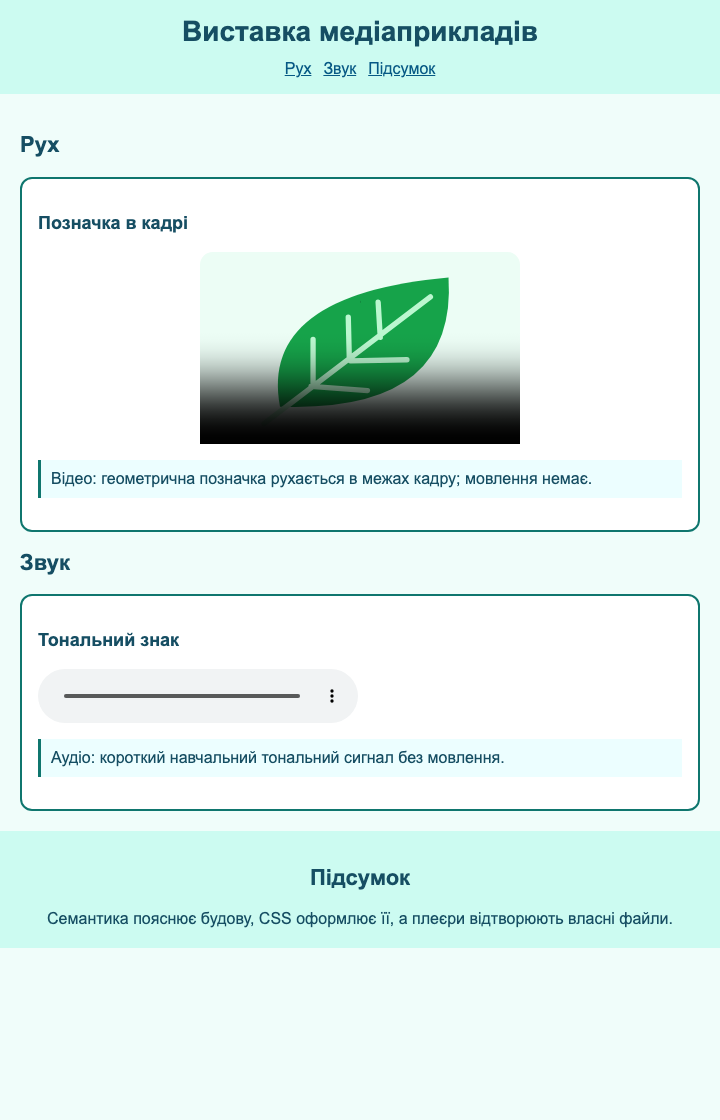 Виставка медіаприкладів
Рух Звук Підсумок
Рух
Позначка в кадрі
Відео: геометрична позначка рухається в межах кадру; мовлення немає.
Звук
Тональний знак
Аудіо: короткий навчальний тональний сигнал без мовлення.
Підсумок
Семантика пояснює будову, CSS оформлює її, а плеєри відтворюють власні файли.